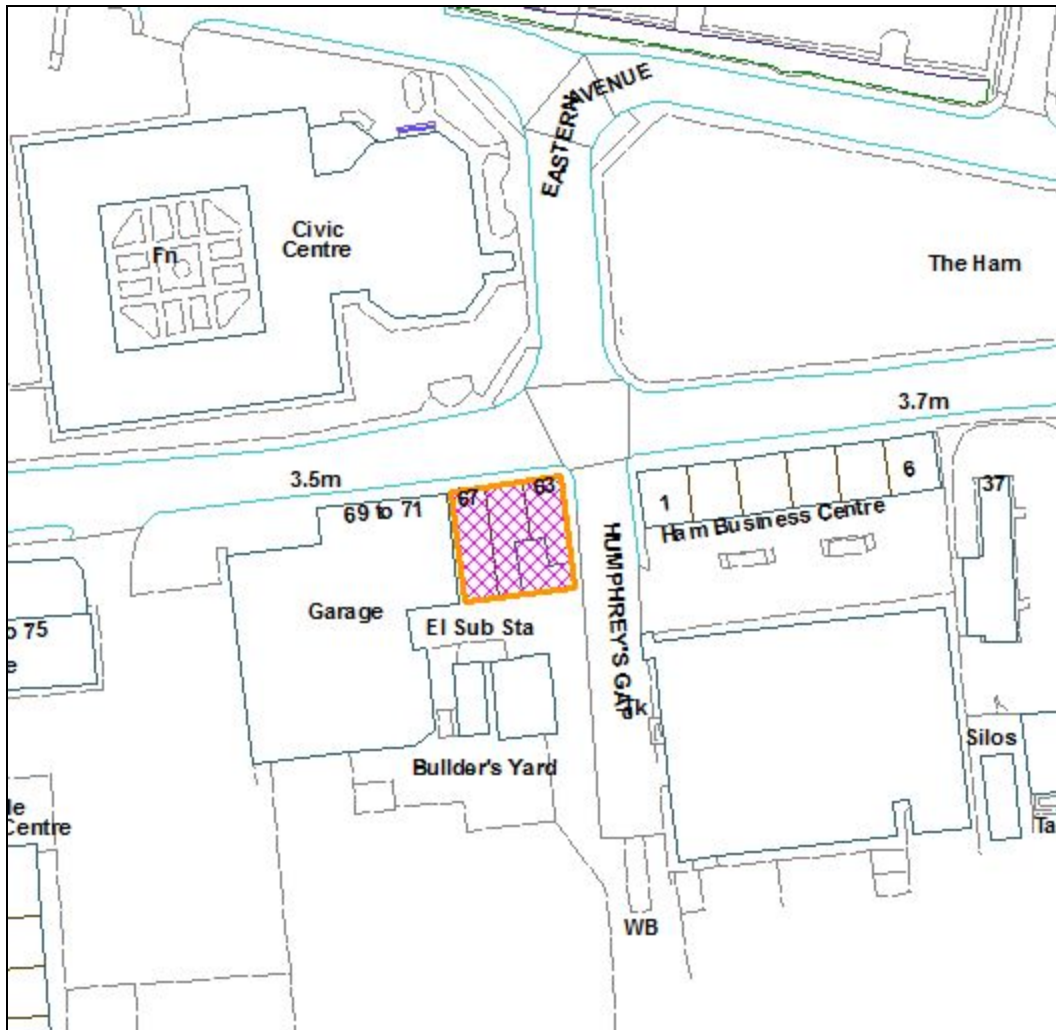 EASTERN AVENUE
Civic
Centre
Fn
The Ham
3.7m
3.5m
67
63
1
6
37
69 to 71
Ham Business Centre
HUMPHREY'S GAP
Garage
75
El Sub Sta
Tk
Silos
Builder's Yard
Centre
WB